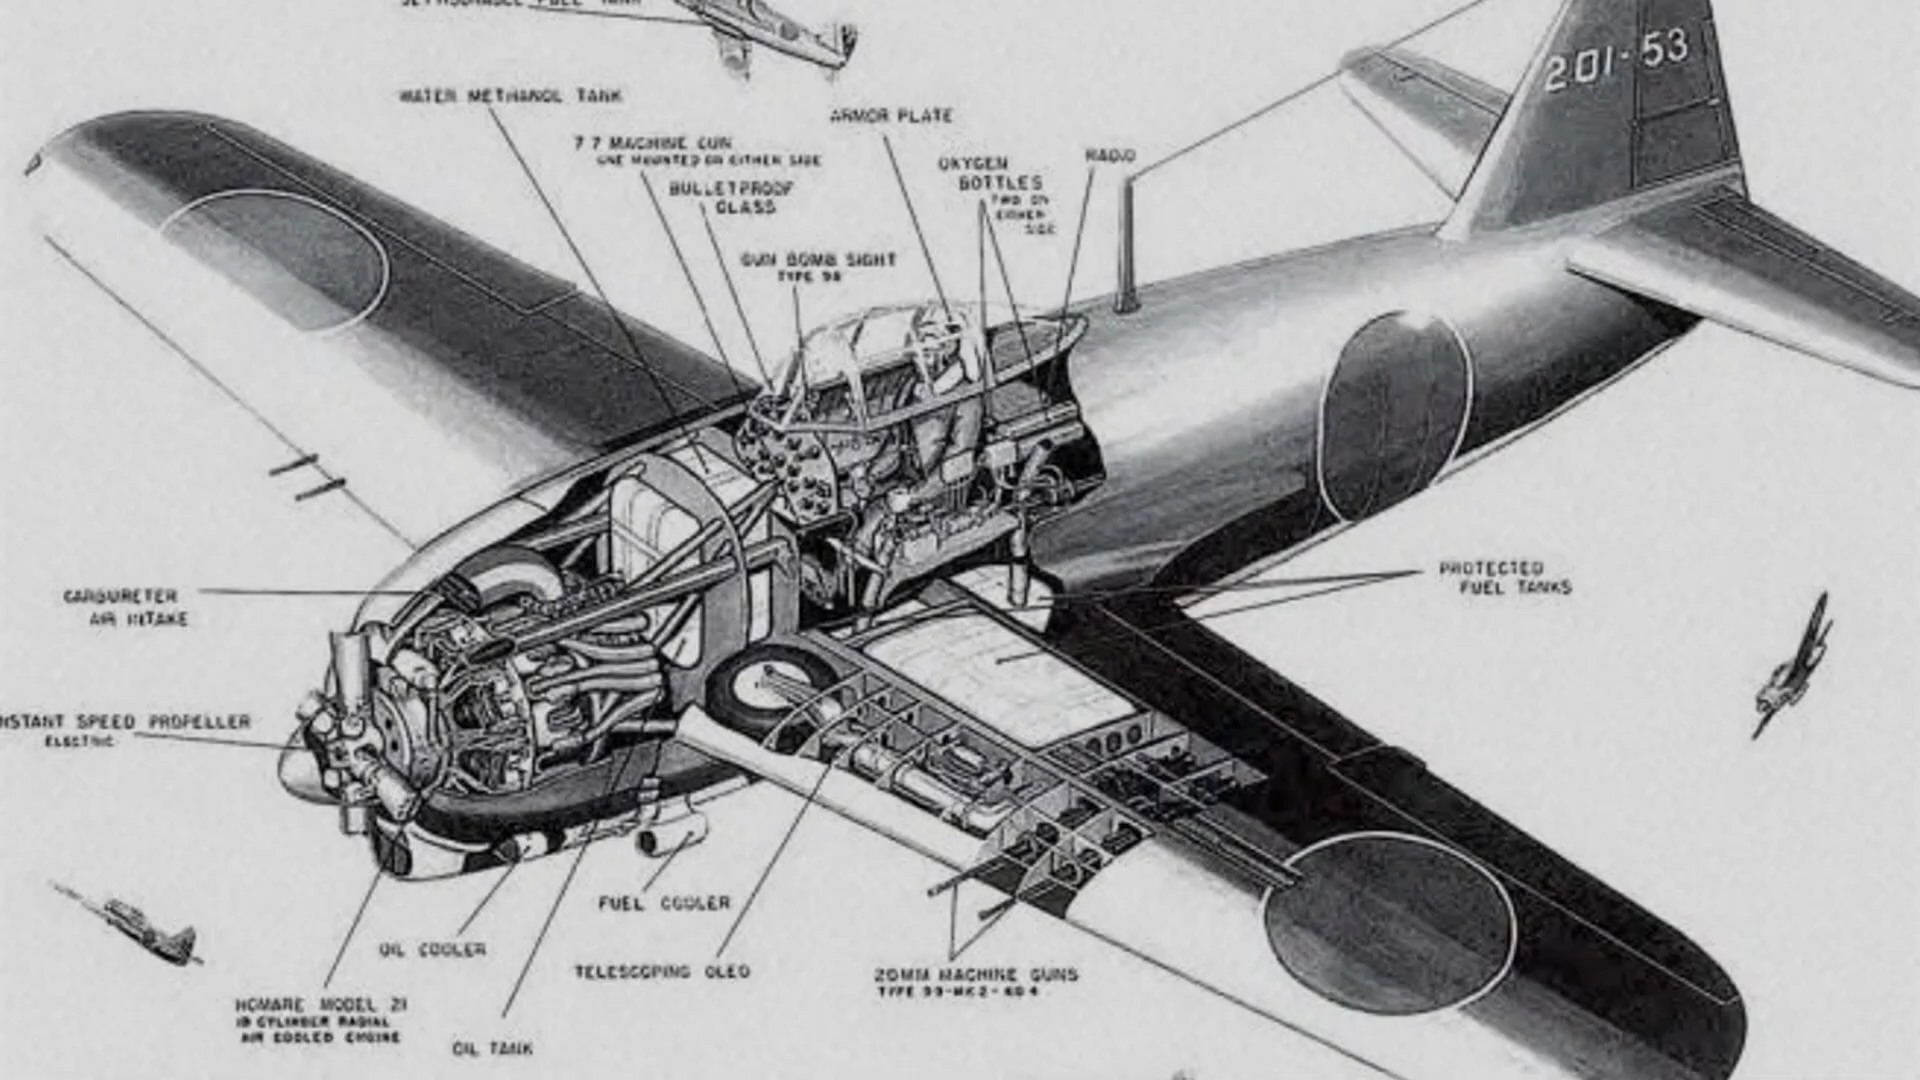 FUEL TANK
201-53
WATER METHANOL TANK
7 7 MACHINE GUN
ONE MOUNTED ON EITHER SIDE
BULLETPROOF
GLASS
ARMOR PLATE
OXYGEN
BOTTLES
TWO ON
EITHER
SIDE
RADIO
GUN BOMB SIGHT
TYPE 98
CARBURETER
AIR INTAKE
PROTECTED
FUEL TANKS
NSTANT SPEED PROPELLER
ELECTRIC
FUEL COOLER
OIL COOLER
TELESCOPING OLEO
20MM MACHINE GUNS
TYPE 99-MK2-
HOMARE MODEL 21
18 CYLINDER RADIAL
AIR COOLED ENGINE
OIL TANK